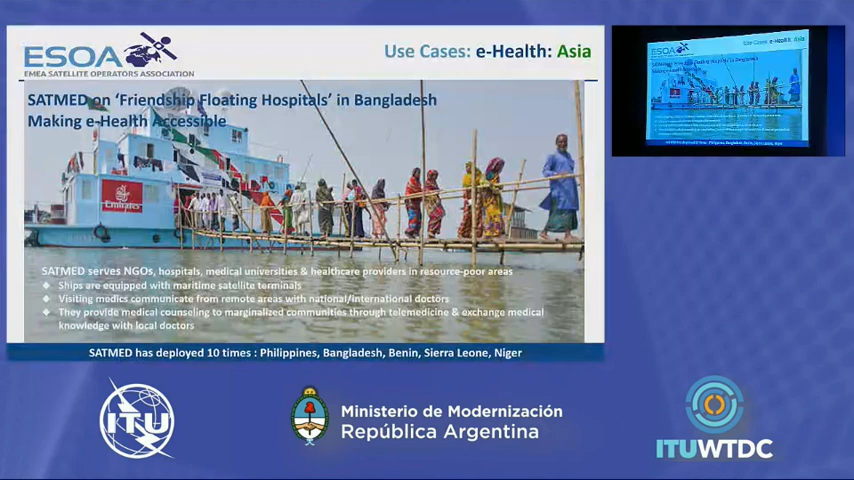 ESOA
EMEA SATELLITE OPERATORS ASSOCIATION
Use Cases: e-Health: Asia
SATMED on ‘Friendship Floating Hospitals’ in Bangladesh
Making e-Health Accessible
Emirates
SATMED serves NGOs, hospitals, medical universities & healthcare providers in resource-poor areas
❖ Ships are equipped with maritime satellite terminals
❖ Visiting medics communicate from remote areas with national/international doctors
❖ They provide medical counseling to marginalized communities through telemedicine & exchange medical
knowledge with local doctors
SATMED has deployed 10 times : Philippines, Bangladesh, Benin, Sierra Leone, Niger
ESOA
Use Cases: e-Health: Asia
ITU
Ministerio de Modernización
República Argentina
ITUWTDC